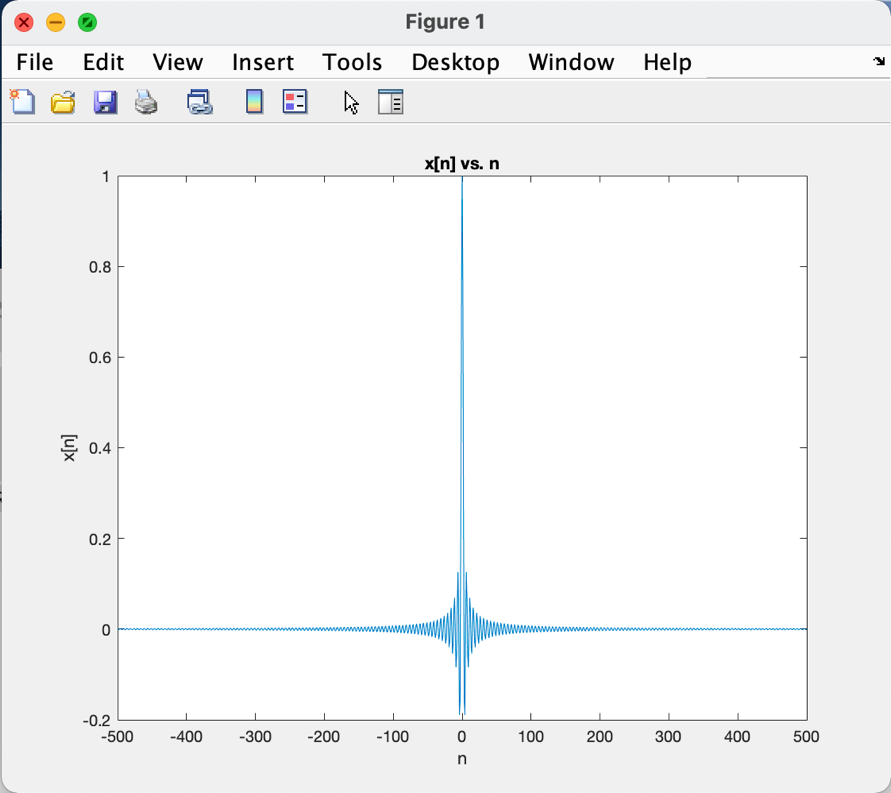 Figure 1
File Edit View Insert Tools Desktop Window Help
x[n] vs. n
1
0.8
0.6
0.4
0.2
0
-0.2
x[n]
-500 -400 -300 -200 -100 0 100 200 300 400 500
n